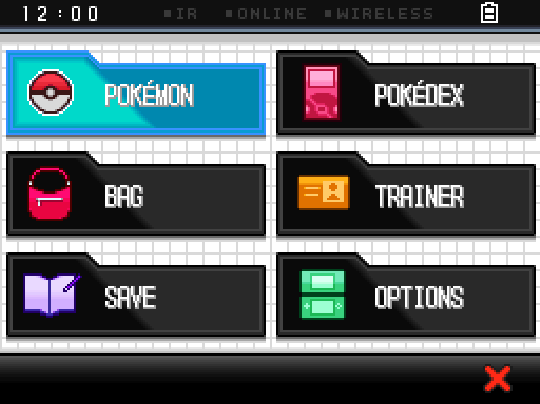 12:00 IR ONLINE WIRELESS
POKÉMON POKÉDEX
BAG TRAINER
SAVE OPTIONS